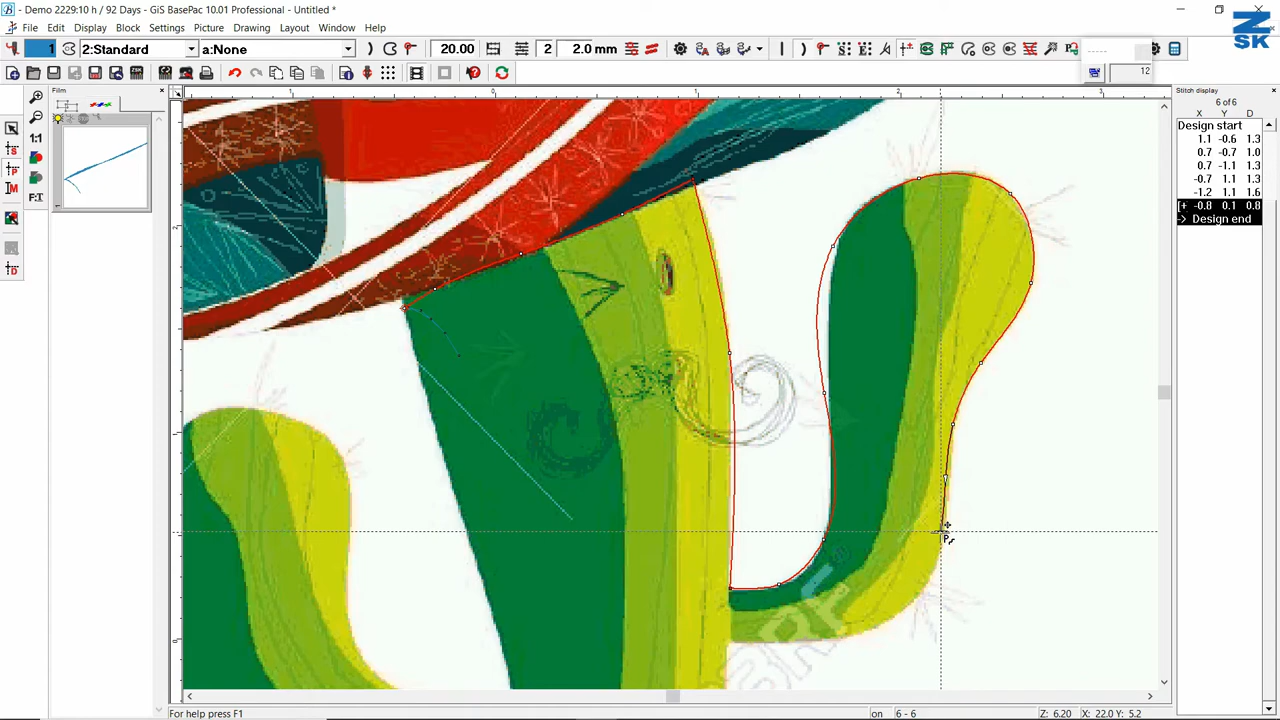 - Demo 2229:10 h / 92 Days - GiS BasePac 10.01 Professional - Untitled *
File Edit Display Block Settings Picture Drawing Layout Window Help
1 2:Standard a:None 20.00 2 2.0 mm
Z
SK
-----
12
Film
Stitch display
6 of 6
X Y D
Design start
1.1 -0.6 1.3
0.7 -0.7 1.0
0.7 -1.1 1.3
-0.7 1.1 1.3
-1.2 1.1 1.6
[+ -0.8 0.1 0.8
-> Design end
1:1
F:T
For help press F1
on 6 - 6 Z: 6.20 X: 22.0 Y: 5.2